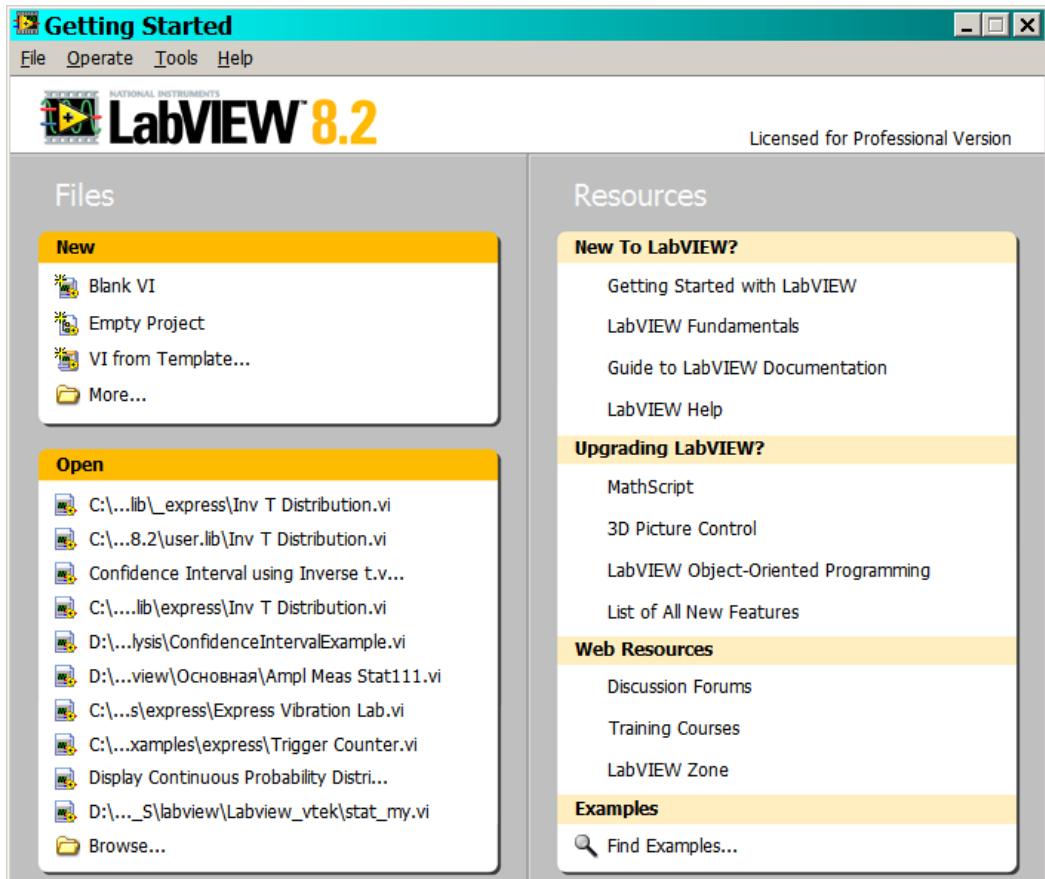 Getting Started
File Operate Tools Help
NATIONAL INSTRUMENTS
LabVIEW™ 8.2
Licensed for Professional Version
Files
New
Blank VI
Empty Project
VI from Template...
More...
Open
C:\...lib\_express\Inv T Distribution.vi
C:\...8.2\user.lib\Inv T Distribution.vi
Confidence Interval using Inverse t.v...
C:\....lib\express\Inv T Distribution.vi
D:\...lysis\ConfidenceIntervalExample.vi
D:\...view\Основная\Ampl Meas Stat111.vi
C:\...s\express\Express Vibration Lab.vi
C:\...xamples\express\Trigger Counter.vi
Display Continuous Probability Distri...
D:\..._S\labview\Labview_vtek\stat_my.vi
Browse...
Resources
New To LabVIEW?
Getting Started with LabVIEW
LabVIEW Fundamentals
Guide to LabVIEW Documentation
LabVIEW Help
Upgrading LabVIEW?
MathScript
3D Picture Control
LabVIEW Object-Oriented Programming
List of All New Features
Web Resources
Discussion Forums
Training Courses
LabVIEW Zone
Examples
Find Examples...